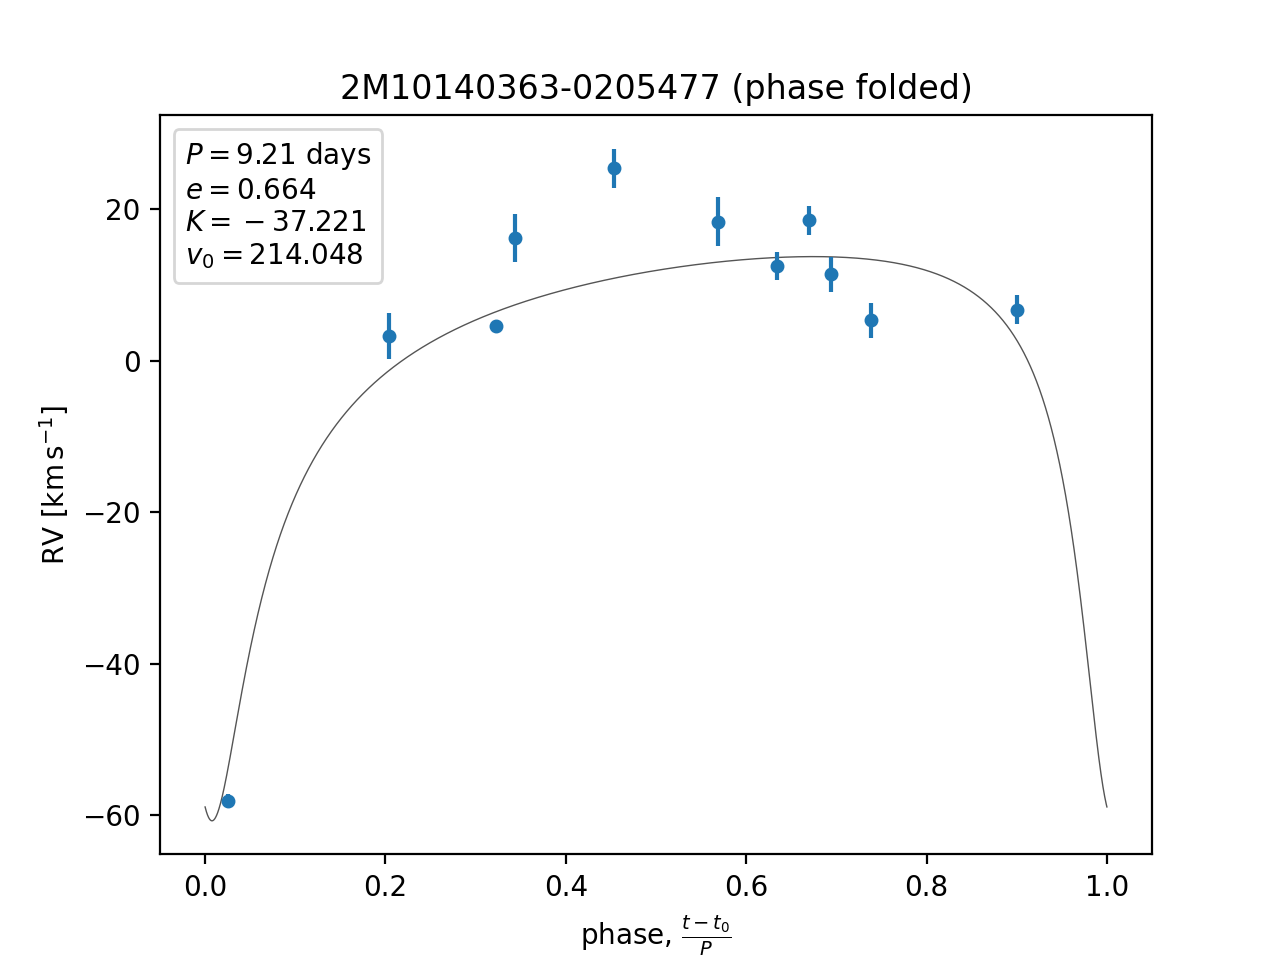 2M10140363-0205477 (phase folded)
P = 9.21 days
e = 0.664
K = −37.221
v₀ = 214.048
20
0
−20
−40
−60
RV [km s⁻¹]
0.0 0.2 0.4 0.6 0.8 1.0
phase, (t − t₀)/P